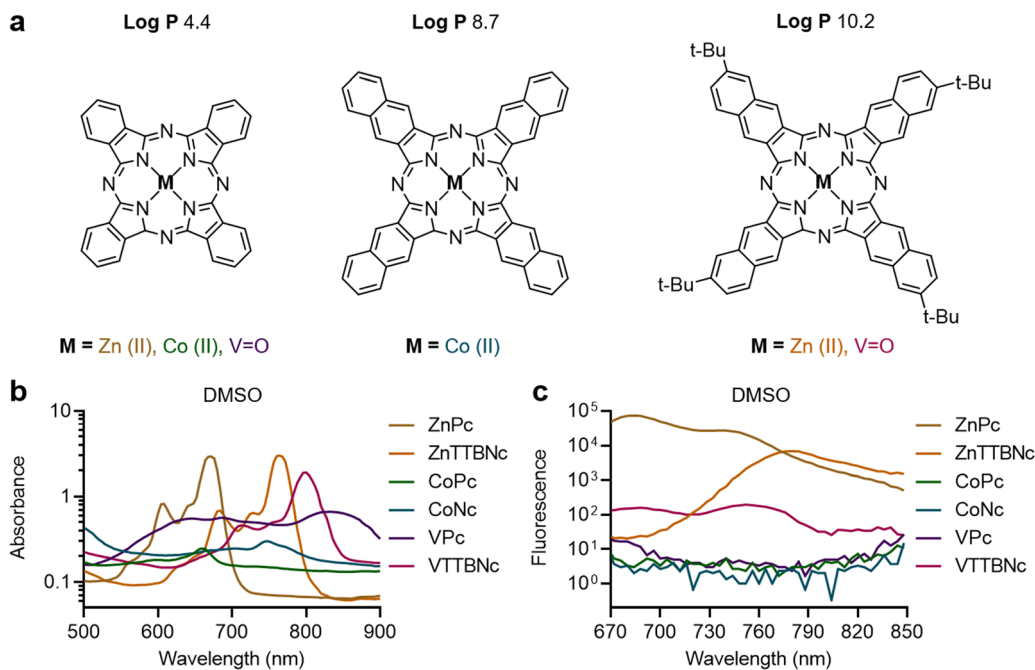 a
Log P 4.4
Log P 8.7
Log P 10.2
t-Bu
t-Bu
N
N
N
N
N
M
N
N
N
N
N
N
N
N
M
N
N
N
N
N
N
N
N
M
N
N
N
N
t-Bu
t-Bu
M = Zn (II), Co (II), V=O
M = Co (II)
M = Zn (II), V=O
b
DMSO
Absorbance
10
1
0.1
500 600 700 800 900
Wavelength (nm)
ZnPc
ZnTTBNc
CoPc
CoNc
VPc
VTTBNc
c
DMSO
Fluorescence
10⁵
10⁴
10³
10²
10¹
10⁰
670 700 730 760 790 820 850
Wavelength (nm)
ZnPc
ZnTTBNc
CoPc
CoNc
VPc
VTTBNc